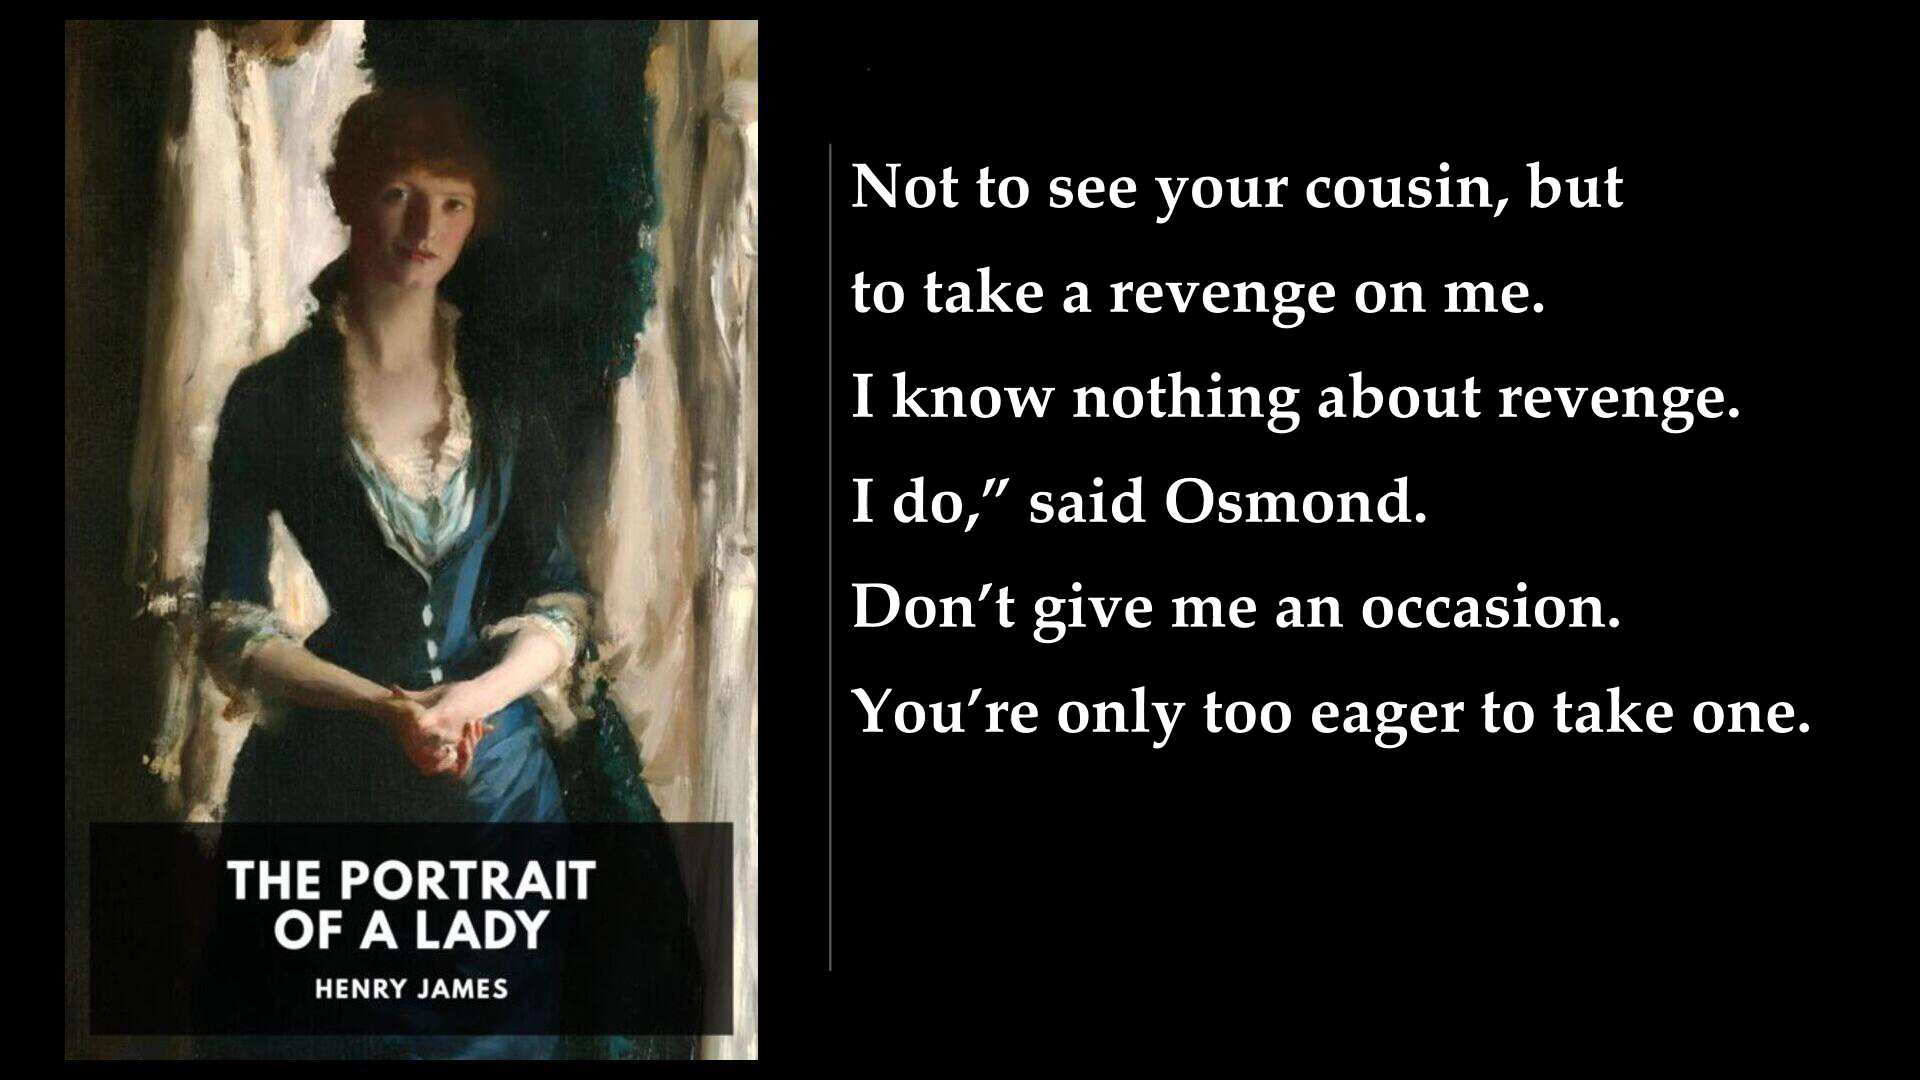 Not to see your cousin, but
to take a revenge on me.
I know nothing about revenge.
I do,” said Osmond.
Don’t give me an occasion.
You’re only too eager to take one.
THE PORTRAIT
OF A LADY
HENRY JAMES